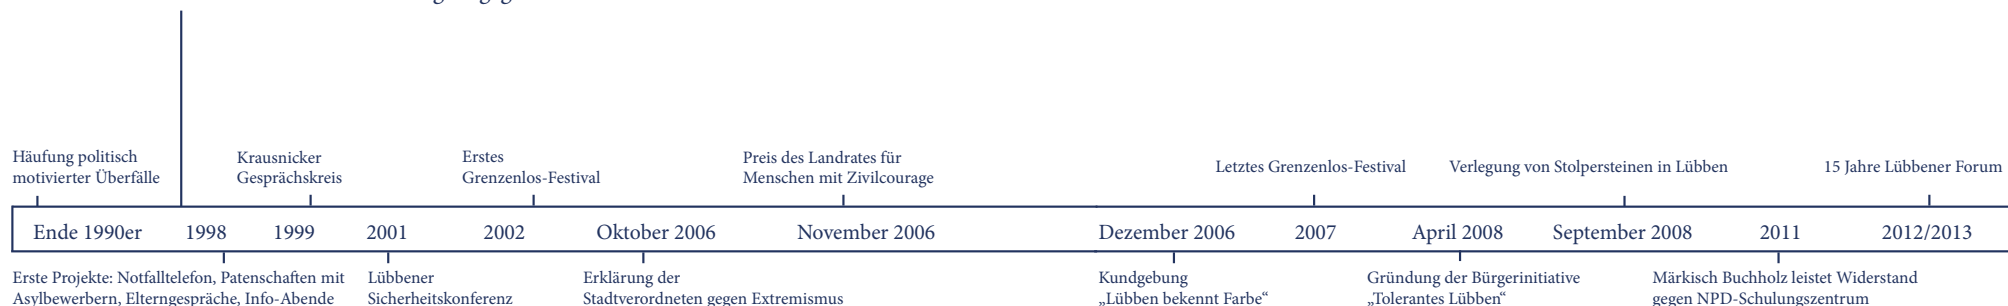 Häufung politisch
motivierter Überfälle
Krausnicker
Gesprächskreis
Erstes
Grenzenlos-Festival
Preis des Landrates für
Menschen mit Zivilcourage
Letztes Grenzenlos-Festival
Verlegung von Stolpersteinen in Lübben
15 Jahre Lübbener Forum
Ende 1990er 1998 1999 2001 2002 Oktober 2006 November 2006 Dezember 2006 2007 April 2008 September 2008 2011 2012/2013
Erste Projekte: Notfalltelefon, Patenschaften mit
Asylbewerbern, Elterngespräche, Info-Abende
Lübbener
Sicherheitskonferenz
Erklärung der
Stadtverordneten gegen Extremismus
Kundgebung
„Lübben bekennt Farbe“
Gründung der Bürgerinitiative
„Tolerantes Lübben“
Märkisch Buchholz leistet Widerstand
gegen NPD-Schulungszentrum